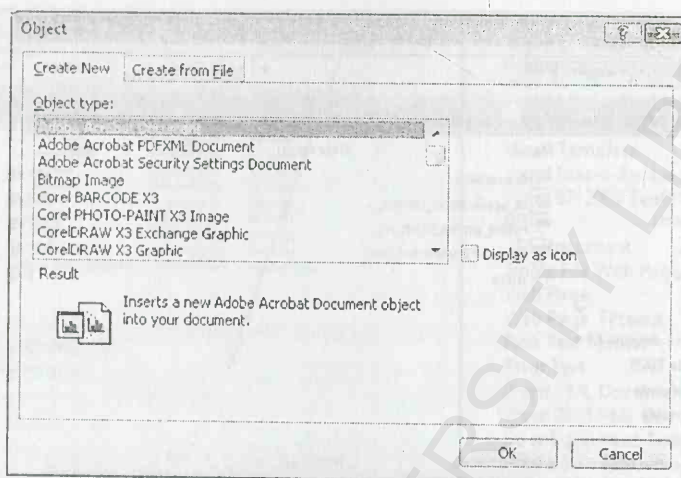 Object
Create New
Create from File
Object type:
Adobe Acrobat Document
Adobe Acrobat PDFXML Document
Adobe Acrobat Security Settings Document
Bitmap Image
Corel BARCODE X3
Corel PHOTO-PAINT X3 Image
CorelDRAW X3 Exchange Graphic
CorelDRAW X3 Graphic
Display as icon
Result
Inserts a new Adobe Acrobat Document object
into your document.
OK
Cancel